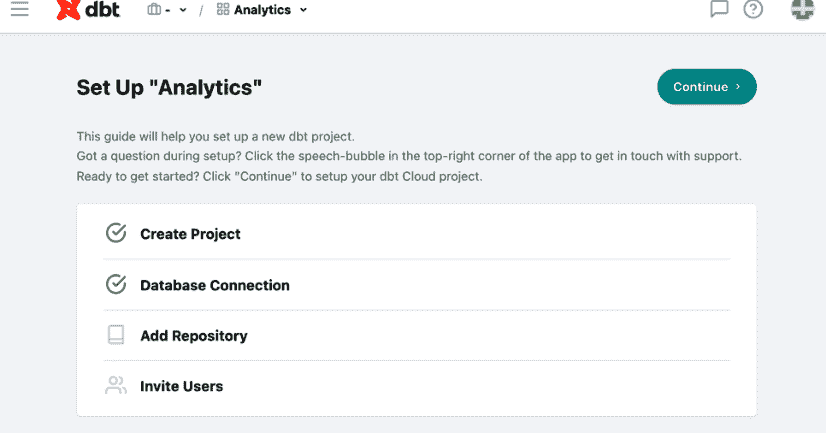 dbt - / Analytics
Set Up "Analytics"
Continue ›
This guide will help you set up a new dbt project.
Got a question during setup? Click the speech-bubble in the top-right corner of the app to get in touch with support.
Ready to get started? Click "Continue" to setup your dbt Cloud project.
Create Project
Database Connection
Add Repository
Invite Users